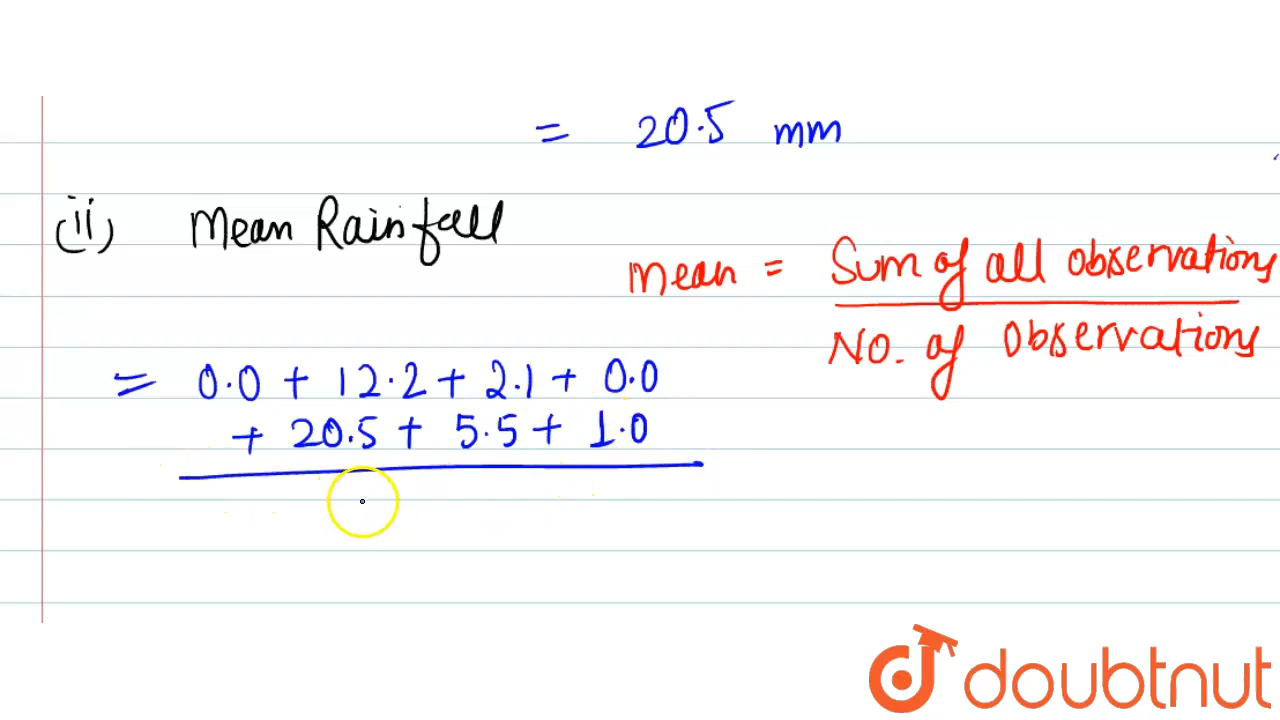 = 20.5 mm
(ii) Mean Rainfall
mean = Sum of all observations
No. of observations
= 0.0 + 12.2 + 2.1 + 0.0
+ 20.5 + 5.5 + 1.0
doubtnut